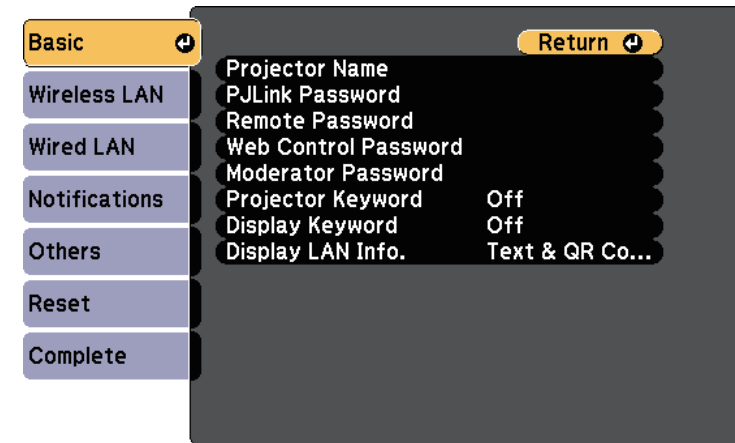 Basic
Wireless LAN
Wired LAN
Notifications
Others
Reset
Complete
Return
Projector Name
PJLink Password
Remote Password
Web Control Password
Moderator Password
Projector Keyword Off
Display Keyword Off
Display LAN Info. Text & QR Co...